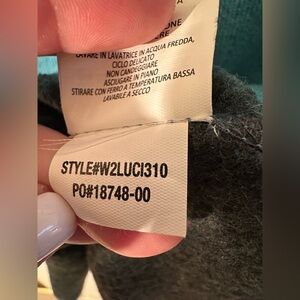 LAVARE IN LAVATRICE IN ACQUA FREDDA,
CICLO DELICATO
NON CANDEGGIARE
ASCIUGARE IN PIANO
STIRARE CON FERRO A TEMPERATURA BASSA
LAVABILE A SECCO
STYLE#W2LUCI310
PO#18748-00